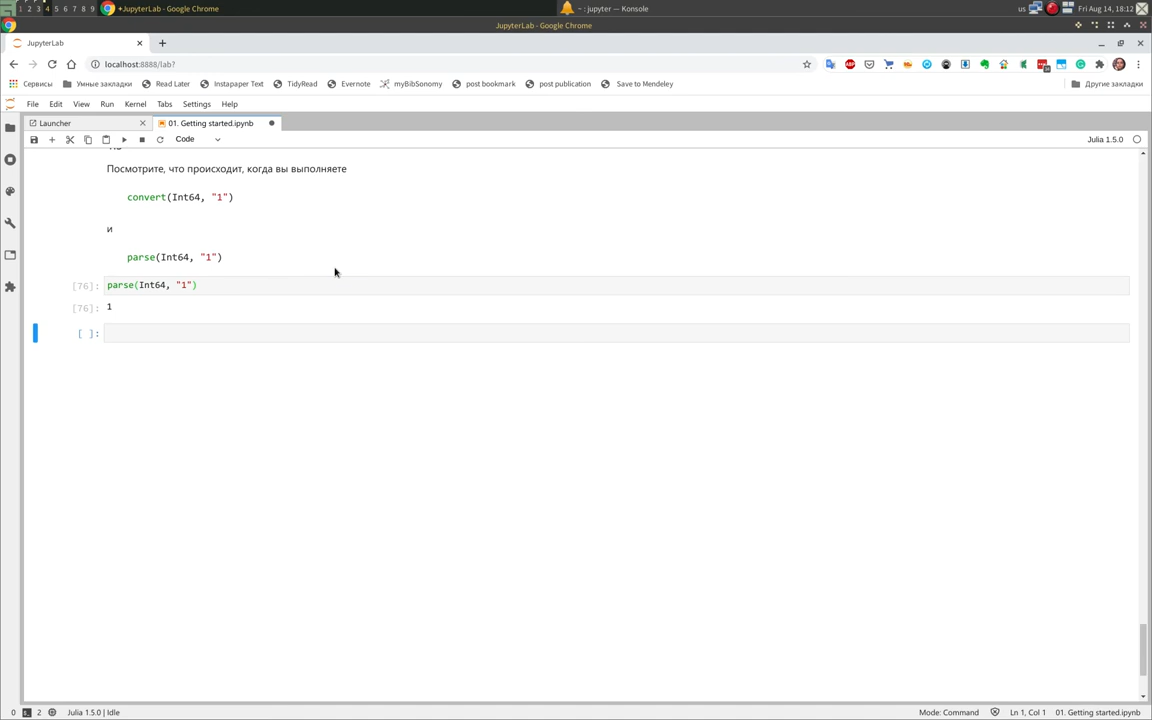 1 2 3 4 5 6 7 8 9 +JupyterLab - Google Chrome ~ : jupyter — Konsole us Fri Aug 14, 18:12
JupyterLab - Google Chrome
JupyterLab
localhost:8888/lab?
Сервисы Умные закладки Read Later Instapaper Text TidyRead Evernote myBibSonomy post bookmark post publication Save to Mendeley Другие закладки
File Edit View Run Kernel Tabs Settings Help
Launcher 01. Getting started.ipynb
Code Julia 1.5.0
Посмотрите, что происходит, когда вы выполняете
convert(Int64, "1")
и
parse(Int64, "1")
[76]: parse(Int64, "1")
[76]: 1
[ ]:
0 2 Julia 1.5.0 | Idle Mode: Command Ln 1, Col 1 01. Getting started.ipynb